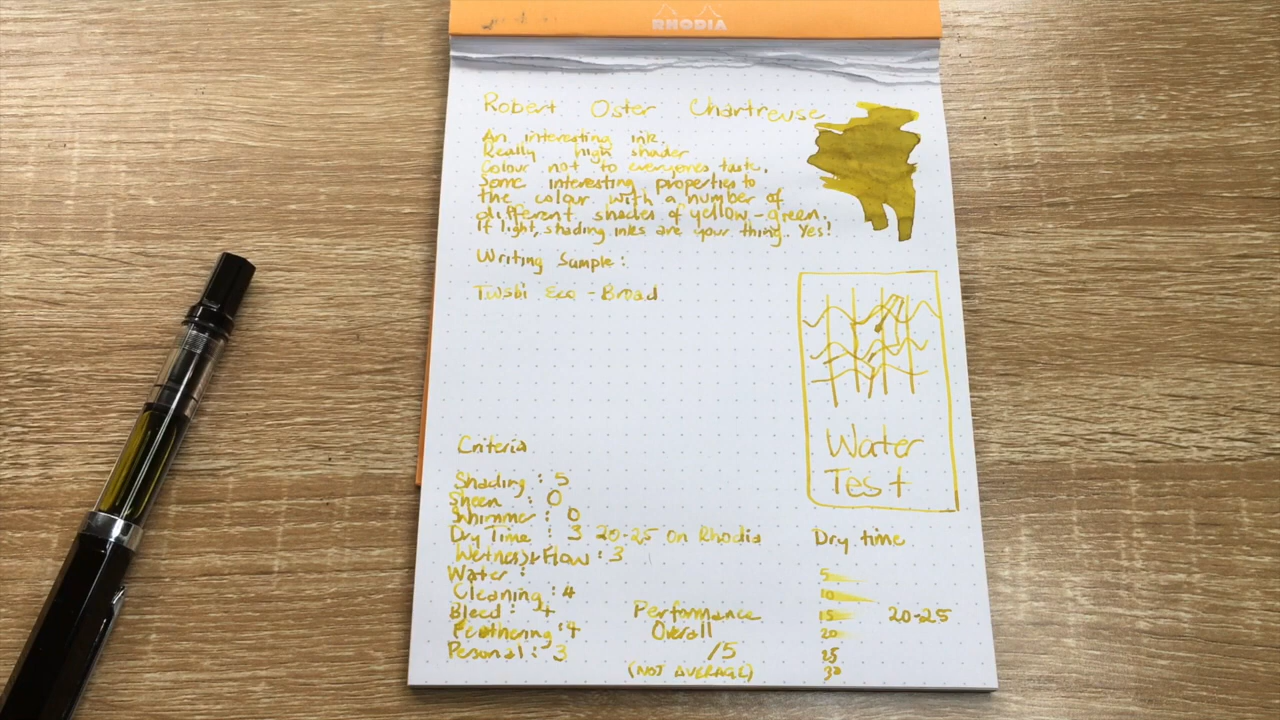 RHODIA
Robert Oster Chartreuse
An interesting ink.
Really high shader
Colour not to everyones taste.
Some interesting properties to
the colour with a number of
different shades of yellow-green.
If light, shading inks are your thing. Yes!
Writing Sample:
Twsbi Eco - Broad
Water
Test
Criteria
Shading: 5
Sheen: 0
Shimmer: 0
Dry Time: 3 20-25 on Rhodia
Wetness & Flow: 3
Water:
Cleaning: 4
Bleed: 4
Feathering: 4
Personal: 3
Performance
Overall
/5
(NOT AVERAGE)
Dry time
5
10
15 20-25
20
25
30